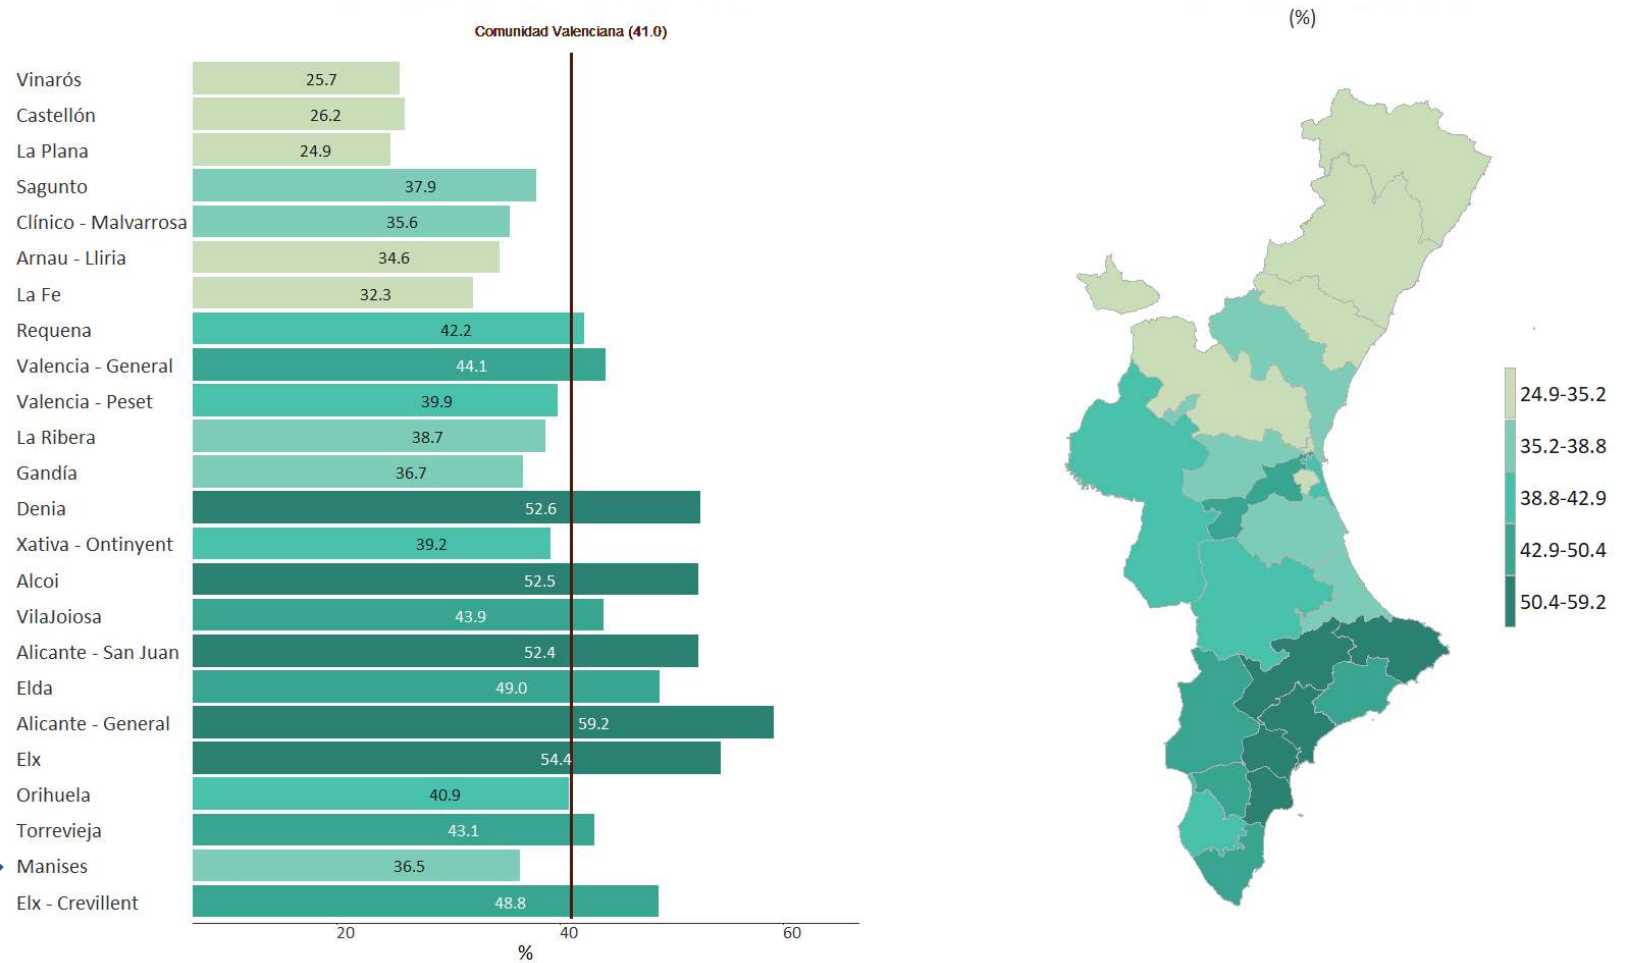 Comunidad Valenciana (41.0)
Vinarós 25.7
Castellón 26.2
La Plana 24.9
Sagunto 37.9
Clínico - Malvarrosa 35.6
Arnau - Lliria 34.6
La Fe 32.3
Requena 42.2
Valencia - General 44.1
Valencia - Peset 39.9
La Ribera 38.7
Gandía 36.7
Denia 52.6
Xativa - Ontinyent 39.2
Alcoi 52.5
VilaJoiosa 43.9
Alicante - San Juan 52.4
Elda 49.0
Alicante - General 59.2
Elx 54.4
Orihuela 40.9
Torrevieja 43.1
Manises 36.5
Elx - Crevillent 48.8
20 40 60
%
(%)
24.9-35.2
35.2-38.8
38.8-42.9
42.9-50.4
50.4-59.2